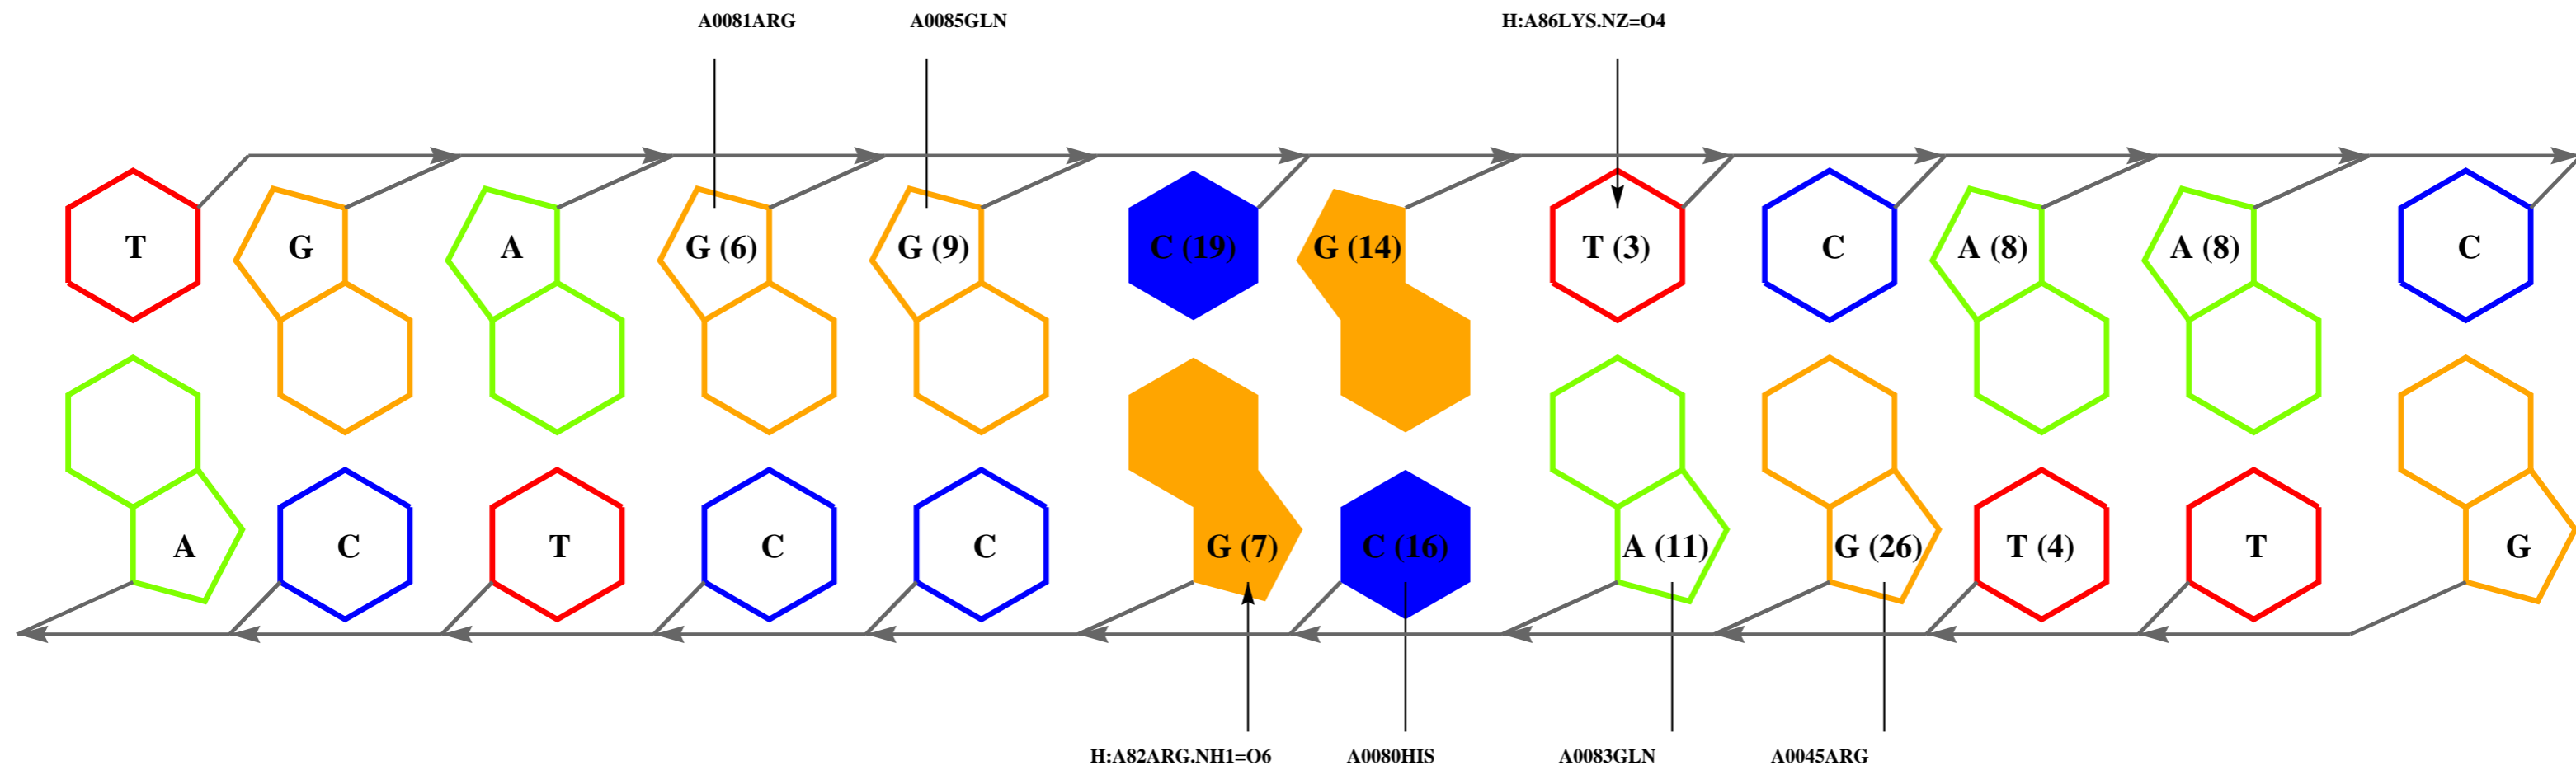 A0081ARG A0085GLN H:A86LYS.NZ=O4
T G A G (6) G (9) C (19) G (14) T (3) C A (8) A (8) C
A C T C C G (7) C (16) A (11) G (26) T (4) T G
H:A82ARG.NH1=O6 A0080HIS A0083GLN A0045ARG